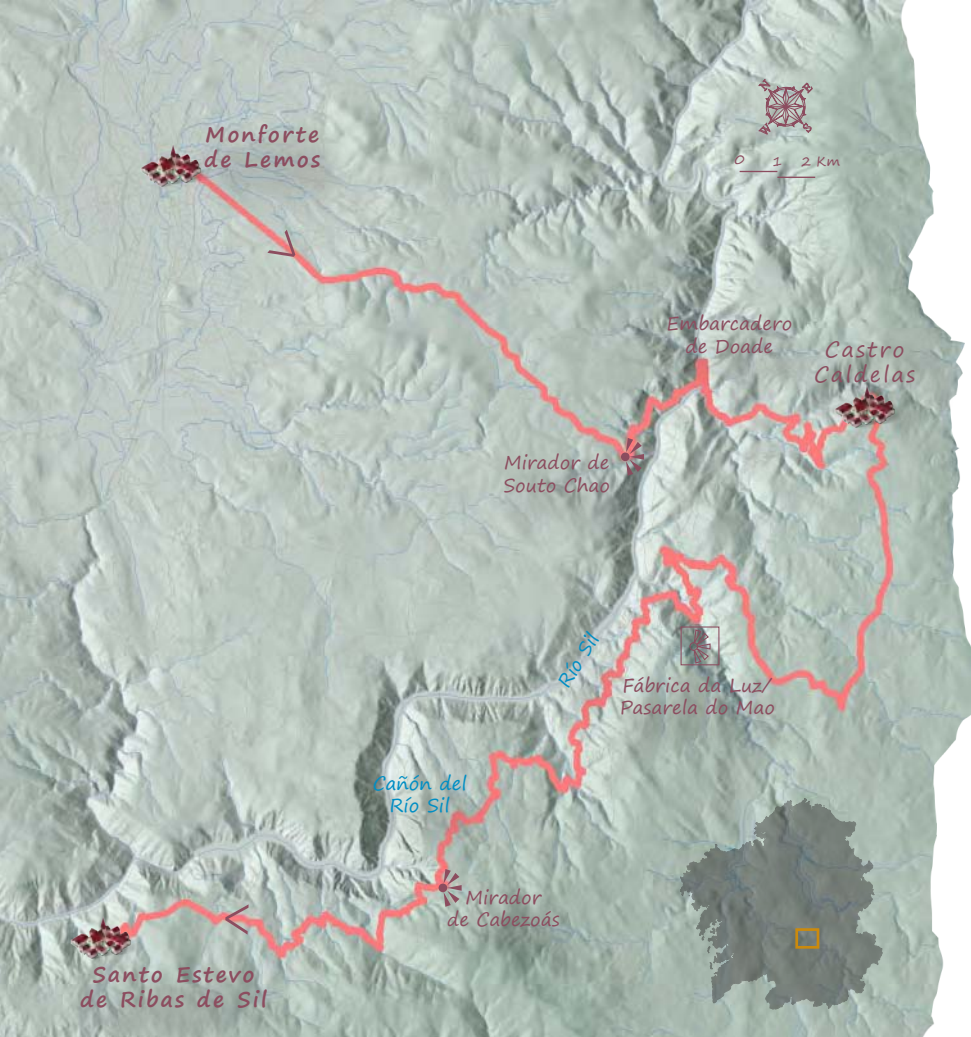 N
E
W
S
0 1 2 Km
Monforte
de Lemos
Embarcadero
de Doade
Castro
Caldelas
Mirador de
Souto Chao
Río Sil
Fábrica da Luz/
Pasarela do Mao
Cañón del
Río Sil
Mirador
de Cabezoás
Santo Estevo
de Ribas de Sil